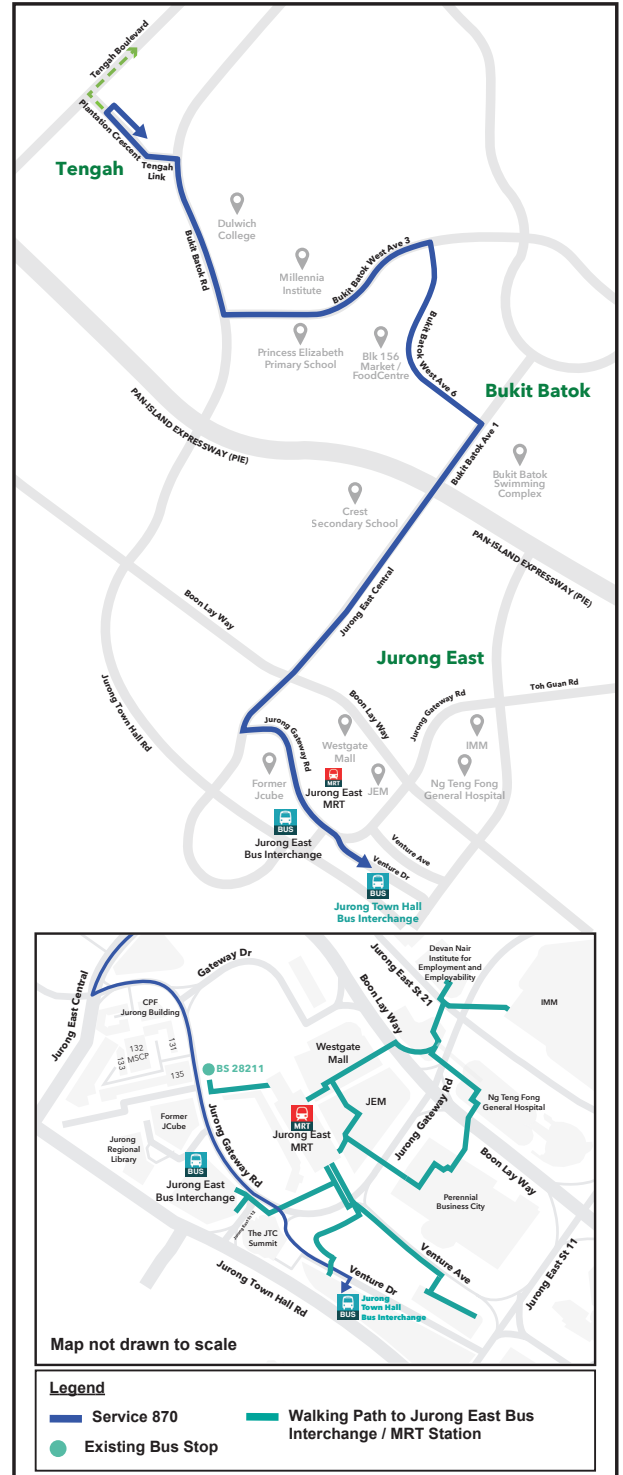 Tengah Boulevard
Plantation Crescent
Tengah
Tengah
Link
Dulwich
College
Bukit Batok Rd
Millennia
Institute
Bukit Batok West Ave 3
Princess Elizabeth
Primary School
Blk 156
Market /
FoodCentre
Bukit Batok West Ave 6
Bukit Batok
PAN-ISLAND EXPRESSWAY (PIE)
Bukit Batok Ave 1
Bukit Batok
Swimming
Complex
Crest
Secondary School
PAN-ISLAND EXPRESSWAY (PIE)
Jurong East Central
Boon Lay Way
Jurong East
Jurong Town Hall Rd
Boon Lay Way
Jurong Gateway Rd
Toh Guan Rd
Jurong Gateway Rd
Westgate
Mall
IMM
Former
Jcube
MRT
Jurong East
MRT
JEM
Ng Teng Fong
General Hospital
BUS
Jurong East
Bus Interchange
Venture Ave
Venture Dr
BUS
Jurong Town Hall
Bus Interchange
Devan Nair
Institute for
Employment and
Employability
Jurong East St 21
Gateway Dr
Boon Lay Way
IMM
Jurong East Central
CPF
Jurong Building
Westgate
Mall
132
MSCP
131
133
135
BS 28211
JEM
Jurong Gateway Rd
Ng Teng Fong
General Hospital
Former
JCube
MRT
Jurong East
MRT
Jurong
Regional
Library
Jurong Gateway Rd
Boon Lay Way
BUS
Jurong East
Bus Interchange
Perennial
Business City
The JTC
Summit
Venture Ave
Jurong East St 11
Venture Dr
Jurong Town Hall Rd
BUS
Jurong
Town Hall
Bus Interchange
Map not drawn to scale
Legend
Service 870
Walking Path to Jurong East Bus
Interchange / MRT Station
Existing Bus Stop